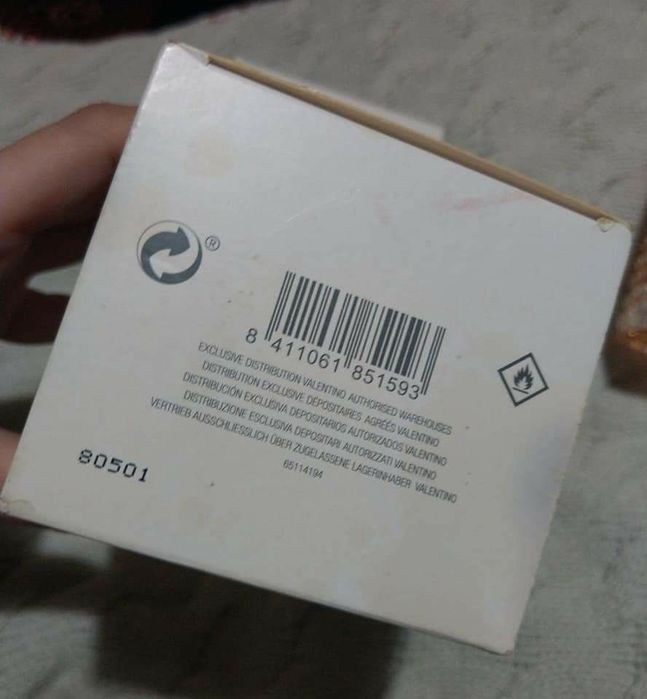 ®
8 411061 851593
EXCLUSIVE DISTRIBUTION VALENTINO AUTHORISED WAREHOUSES
DISTRIBUTION EXCLUSIVE DÉPOSITAIRES AGRÉÉS VALENTINO
DISTRIBUCIÓN EXCLUSIVA DEPOSITARIOS AUTORIZADOS VALENTINO
DISTRIBUZIONE ESCLUSIVA DEPOSITARI AUTORIZZATI VALENTINO
VERTRIEB AUSSCHLIESSLICH ÜBER ZUGELASSENE LAGERINHABER VALENTINO
65114194
80501